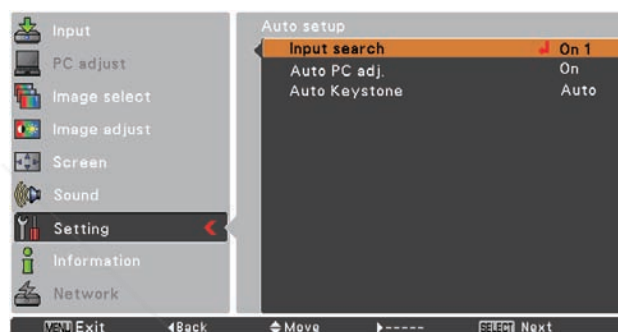 Input
PC adjust
Image select
Image adjust
Screen
Sound
Setting
Information
Network
Auto setup
Input search On 1
Auto PC adj. On
Auto Keystone Auto
MENU Exit Back Move ----- SELECT Next